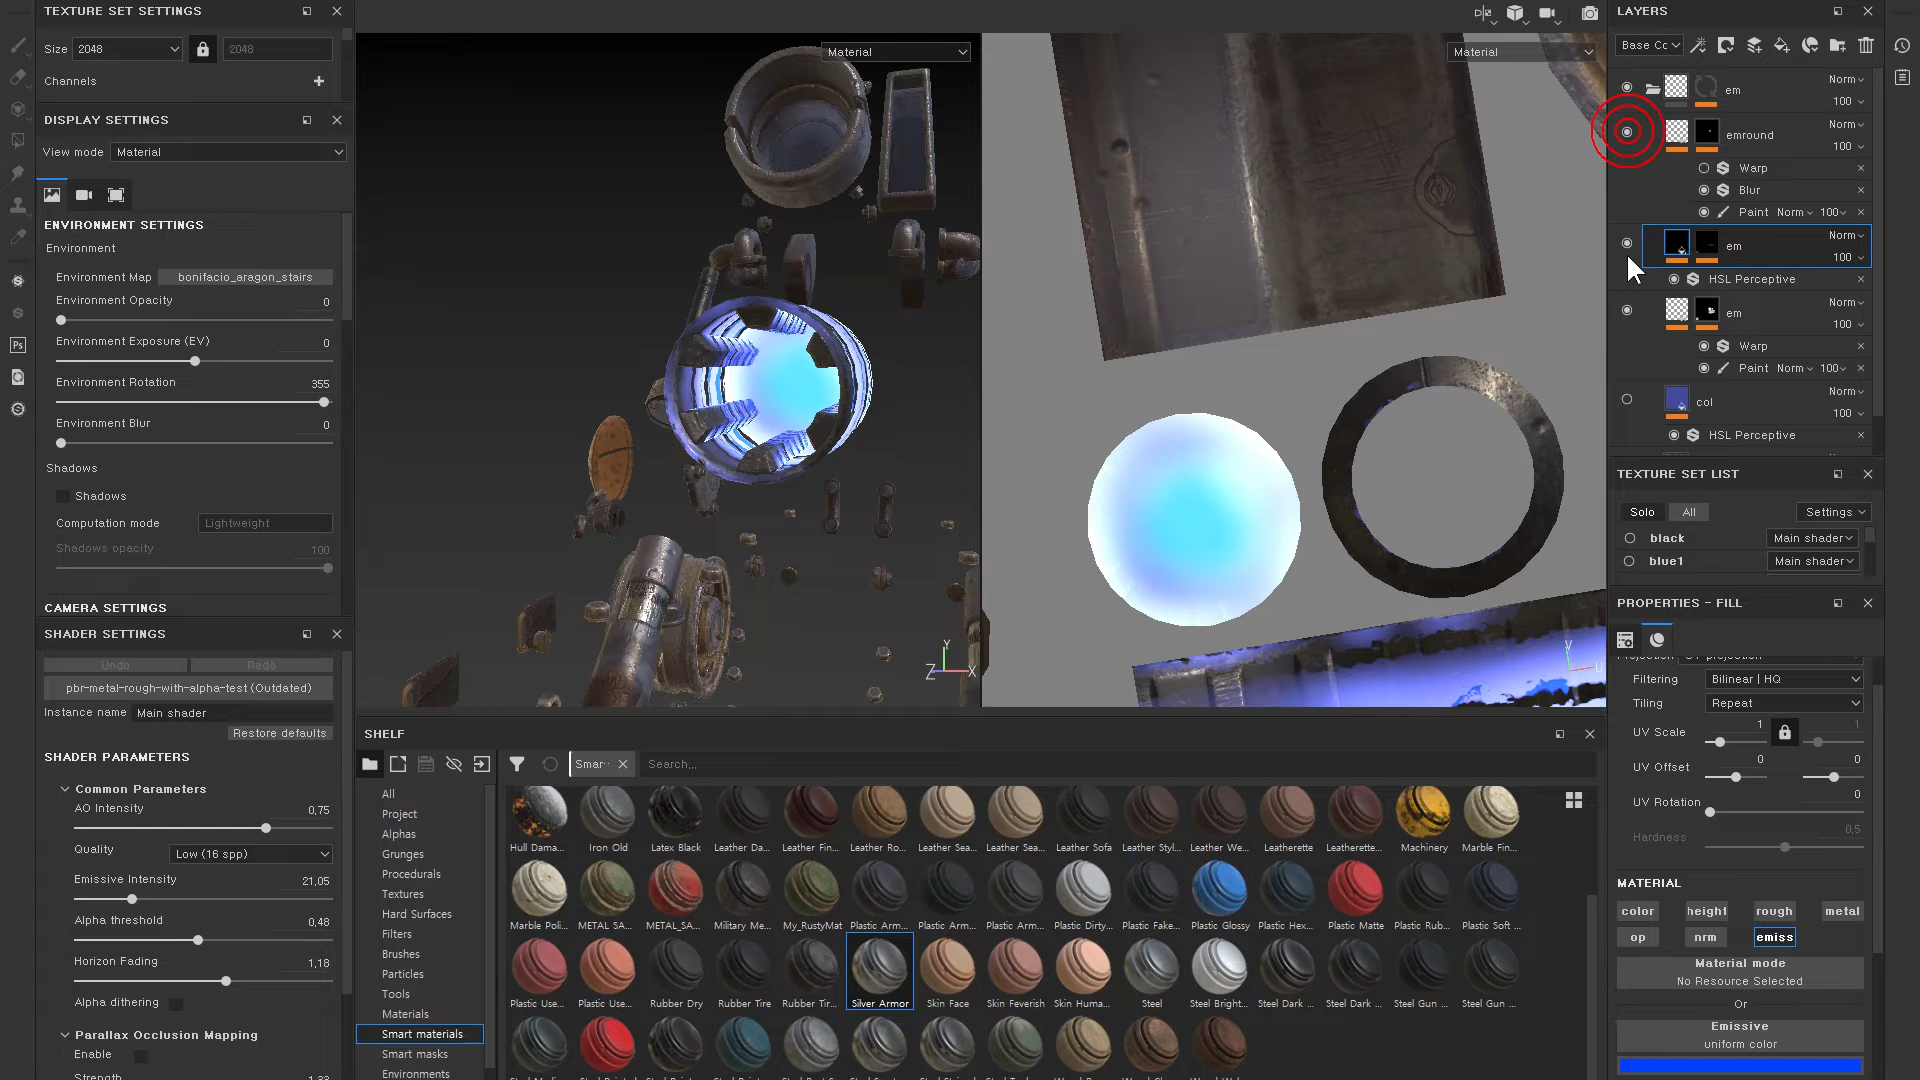 TEXTURE SET SETTINGS
Size 2048 2048
Channels
DISPLAY SETTINGS
View mode Material
ENVIRONMENT SETTINGS
Environment
Environment Map bonifacio_aragon_stairs
Environment Opacity 0
Environment Exposure (EV) 0
Environment Rotation 355
Environment Blur 0
Shadows
Shadows
Computation mode Lightweight
Shadows opacity 100
CAMERA SETTINGS
SHADER SETTINGS
Undo Redo
pbr-metal-rough-with-alpha-test (Outdated)
Instance name Main shader
Restore defaults
SHADER PARAMETERS
Common Parameters
AO Intensity 0,75
Quality Low (16 spp)
Emissive Intensity 21,05
Alpha threshold 0,48
Horizon Fading 1,18
Alpha dithering
Parallax Occlusion Mapping
Enable
Material
Y
Z X
Material
SHELF
Smar··
Search...
All
Project
Alphas
Grunges
Procedurals
Textures
Hard Surfaces
Filters
Brushes
Particles
Tools
Materials
Smart materials
Smart masks
Environments
Hull Dama... Iron Old Latex Black Leather Da... Leather Fin... Leather Ro... Leather Sea... Leather Sea... Leather Sofa Leather Styl... Leather We... Leatherette Leatherette... Machinery Marble Fin...
Marble Poli... METAL SA... METAL_SA... Military Me... My_RustyMat Plastic Arm... Plastic Arm... Plastic Arm... Plastic Dirty... Plastic Fake... Plastic Glossy Plastic Hex... Plastic Matte Plastic Rub... Plastic Soft ...
Plastic Use... Plastic Use... Rubber Dry Rubber Tire Rubber Tir... Silver Armor Skin Face Skin Feverish Skin Huma... Steel Steel Bright... Steel Dark ... Steel Dark ... Steel Gun ... Steel Gun ...
LAYERS
Base Cc
Norm
em
100
Norm
emround
100
Warp
Blur
Paint Norm 100
Norm
em
100
HSL Perceptive
Norm
em
100
Warp
Paint Norm 100
Norm
col
100
HSL Perceptive
TEXTURE SET LIST
Solo All Settings
black Main shader
blue1 Main shader
PROPERTIES - FILL
Filtering Bilinear | HQ
Tiling Repeat
UV Scale 1 1
UV Offset 0 0
UV Rotation 0
Hardness 0,5
MATERIAL
color height rough metal
op nrm emiss
Material mode
No Resource Selected
Or
Emissive
uniform color